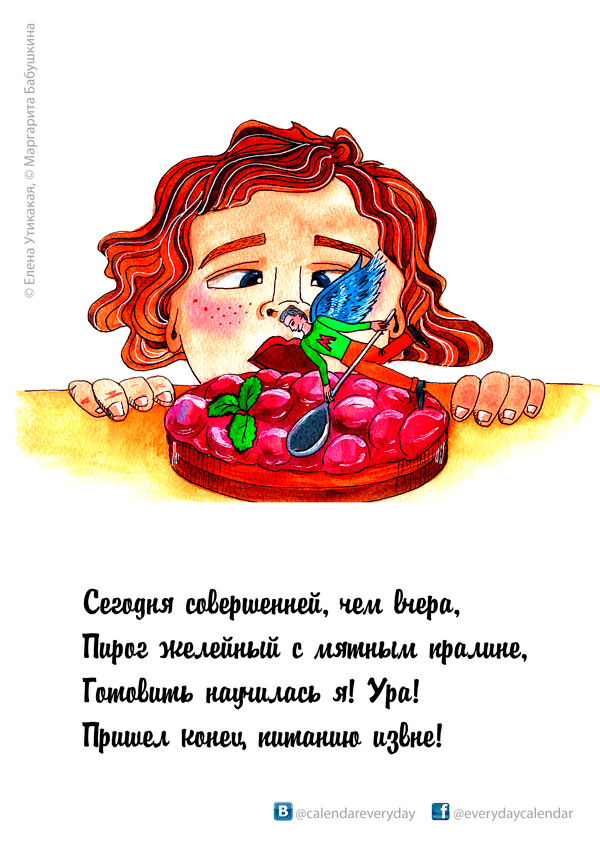 © Елена Утикакая, © Маргарита Бабушкина
M
Сегодня совершенней, чем вчера,
Пирог желейный с мятным пралине,
Готовить научилась я! Ура!
Пришел конец питанию извне!
B @calendareveryday f @everydaycalendar